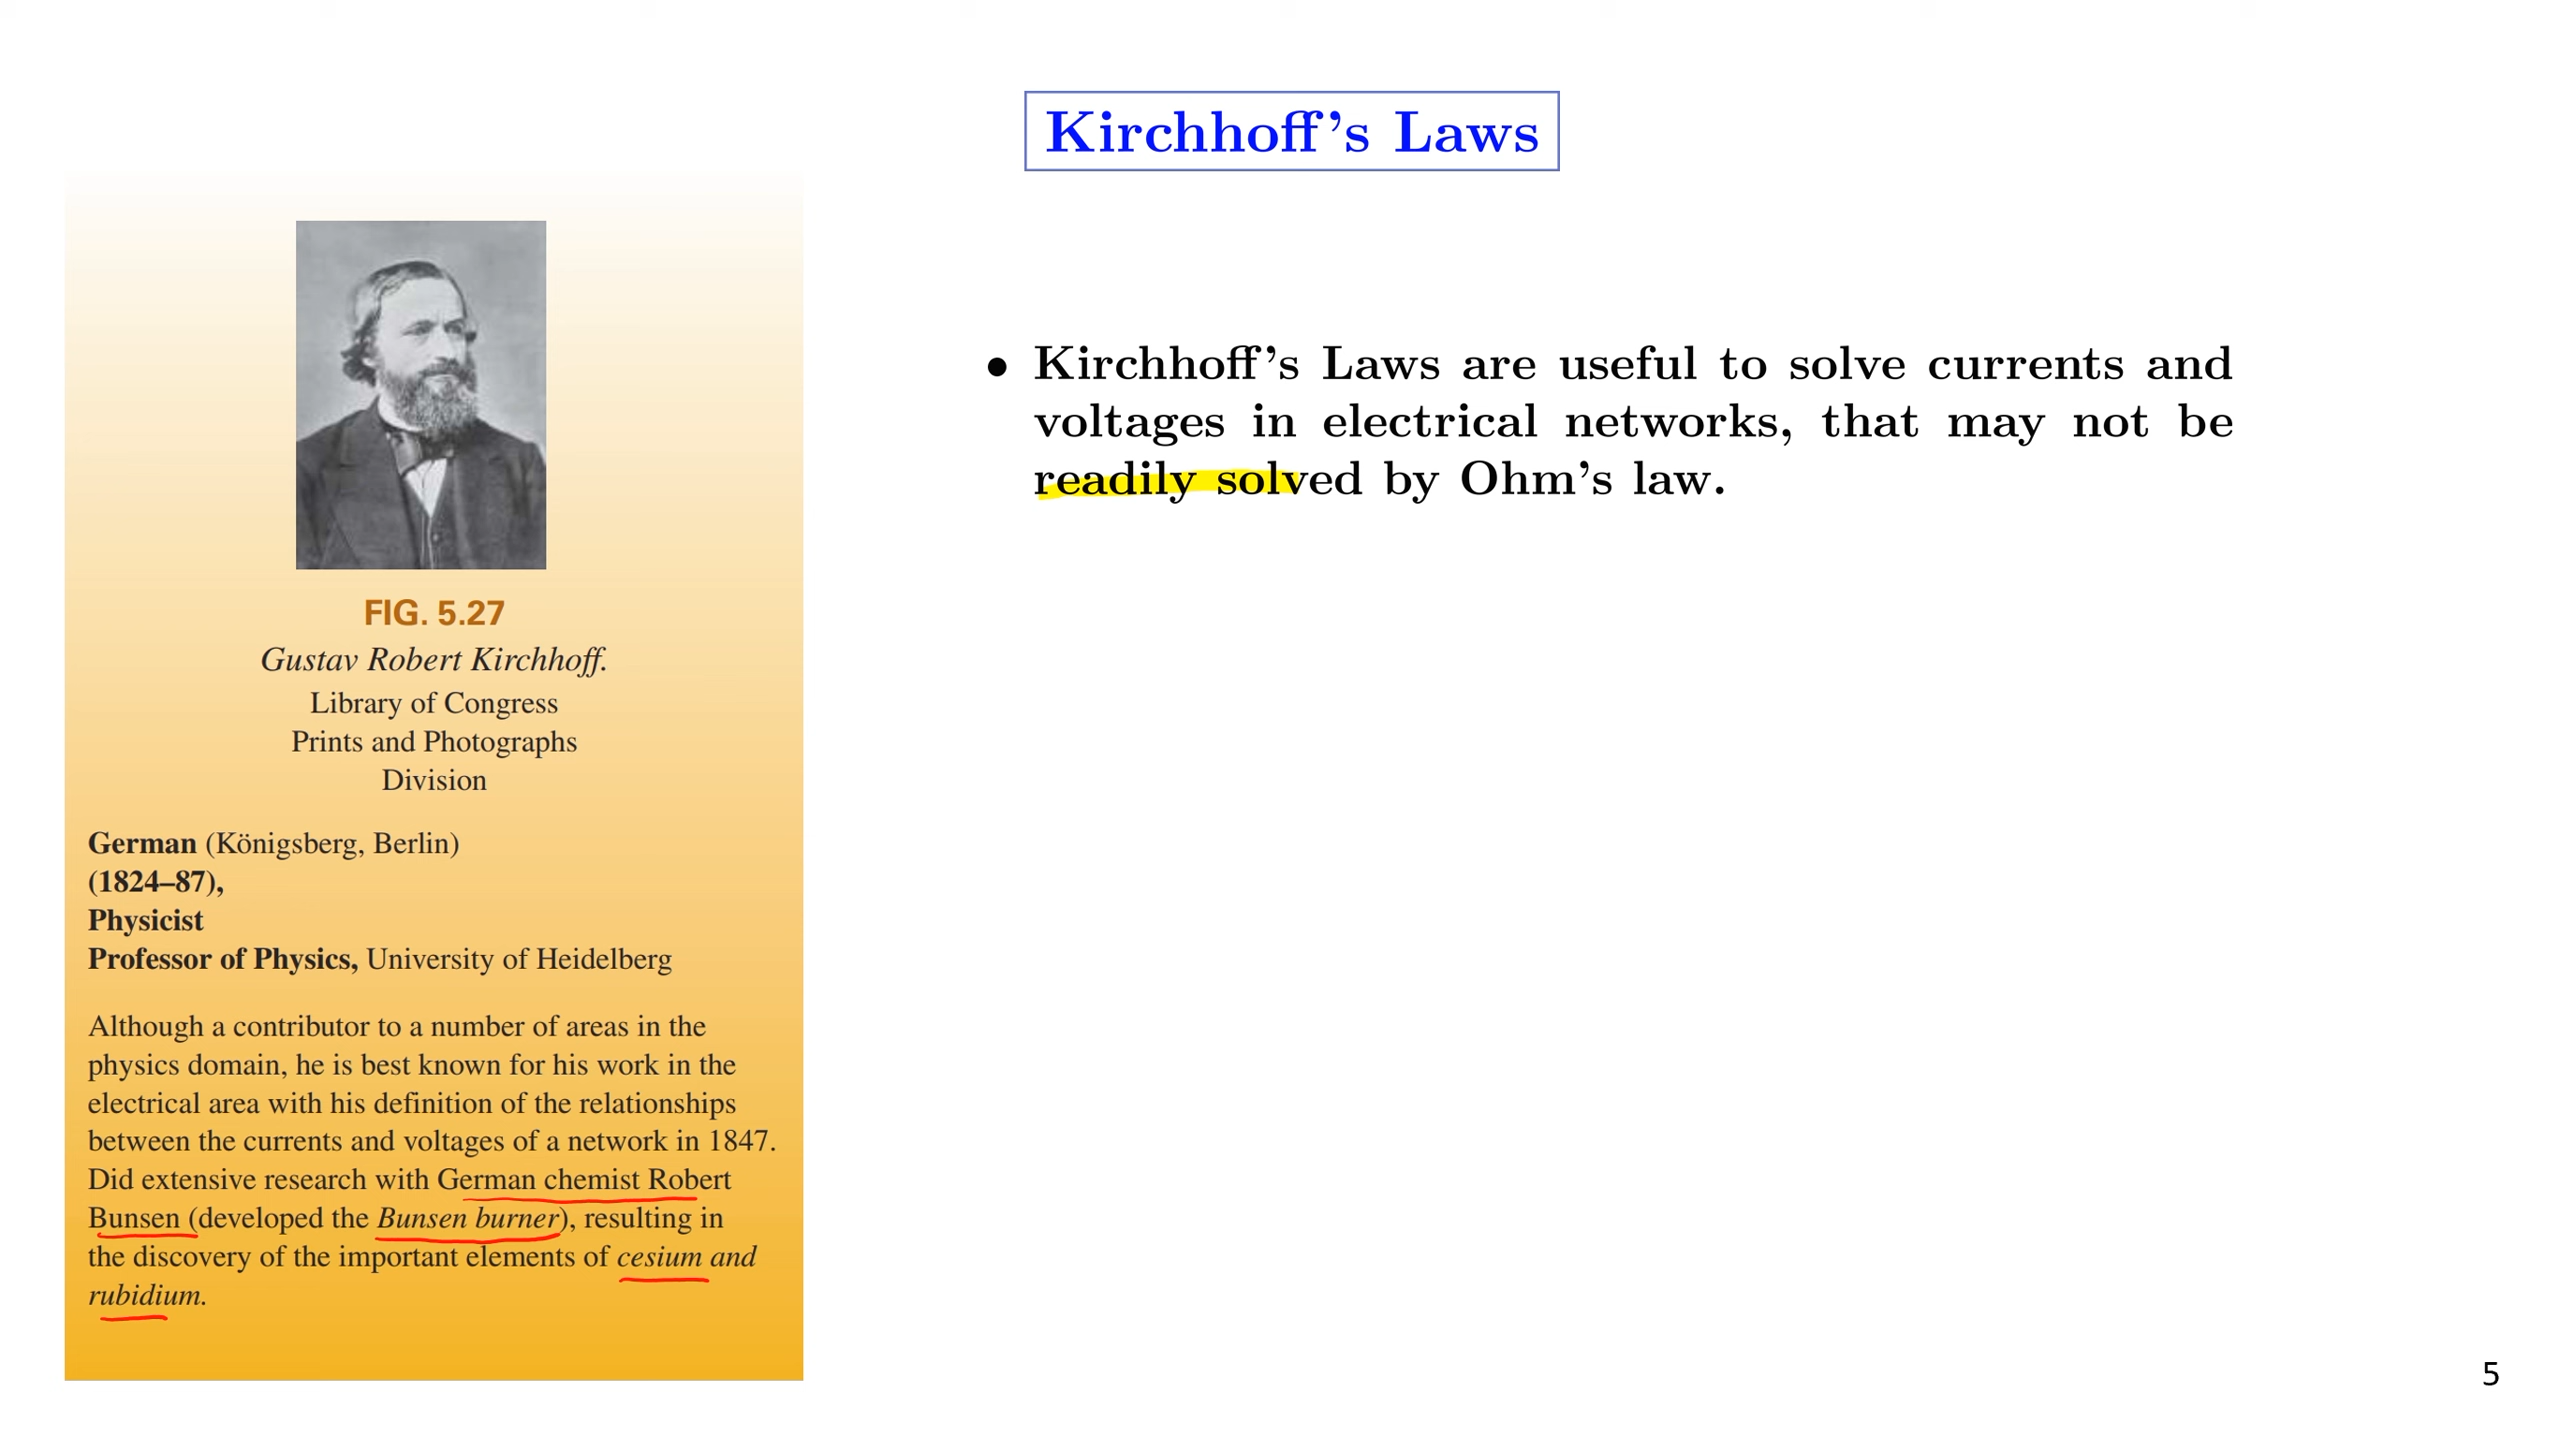 Kirchhoff's Laws
FIG. 5.27
Gustav Robert Kirchhoff.
Library of Congress
Prints and Photographs
Division
German (Königsberg, Berlin)
(1824–87),
Physicist
Professor of Physics, University of Heidelberg
Although a contributor to a number of areas in the
physics domain, he is best known for his work in the
electrical area with his definition of the relationships
between the currents and voltages of a network in 1847.
Did extensive research with German chemist Robert
Bunsen (developed the Bunsen burner), resulting in
the discovery of the important elements of cesium and
rubidium.
• Kirchhoff's Laws are useful to solve currents and
voltages in electrical networks, that may not be
readily solved by Ohm's law.
5